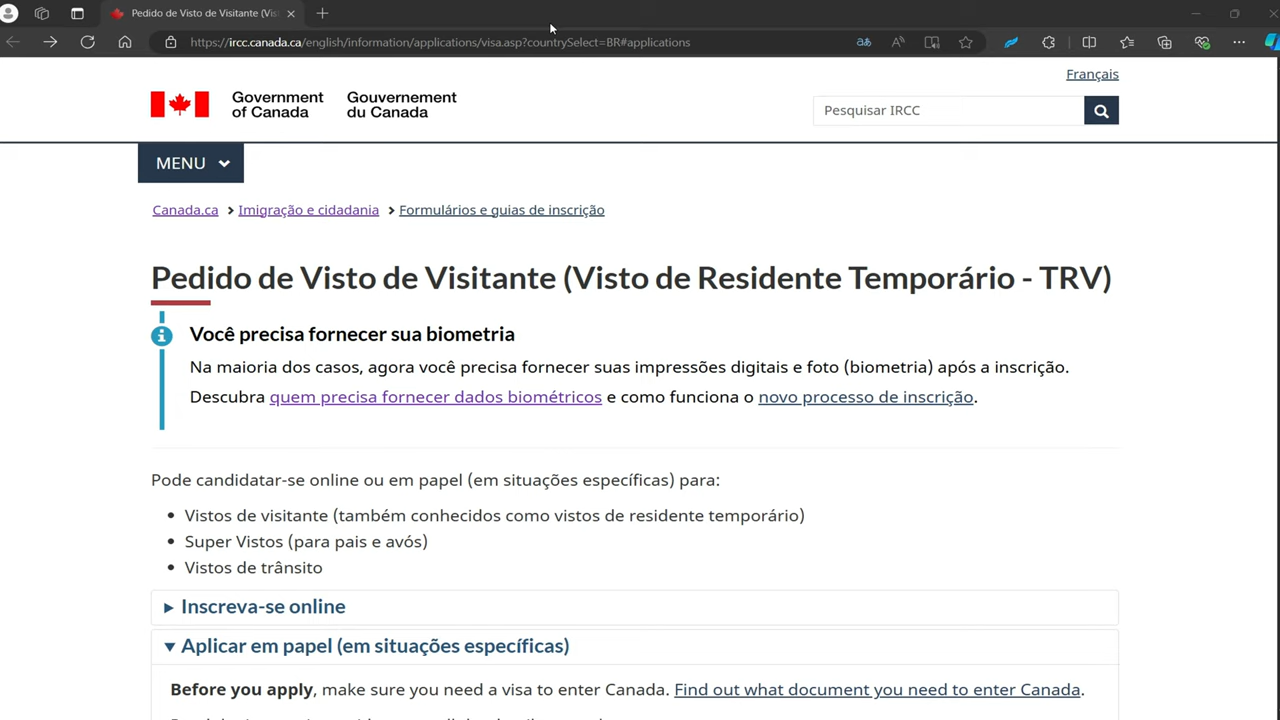 Pedido de Visto de Visitante (Vis
https://ircc.canada.ca/english/information/applications/visa.asp?countrySelect=BR#applications
Français
Government of Canada
Gouvernement du Canada
Pesquisar IRCC
MENU
Canada.ca > Imigração e cidadania > Formulários e guias de inscrição
Pedido de Visto de Visitante (Visto de Residente Temporário - TRV)
Você precisa fornecer sua biometria
Na maioria dos casos, agora você precisa fornecer suas impressões digitais e foto (biometria) após a inscrição.
Descubra quem precisa fornecer dados biométricos e como funciona o novo processo de inscrição.
Pode candidatar-se online ou em papel (em situações específicas) para:
• Vistos de visitante (também conhecidos como vistos de residente temporário)
• Super Vistos (para pais e avós)
• Vistos de trânsito
Inscreva-se online
Aplicar em papel (em situações específicas)
Before you apply, make sure you need a visa to enter Canada. Find out what document you need to enter Canada.